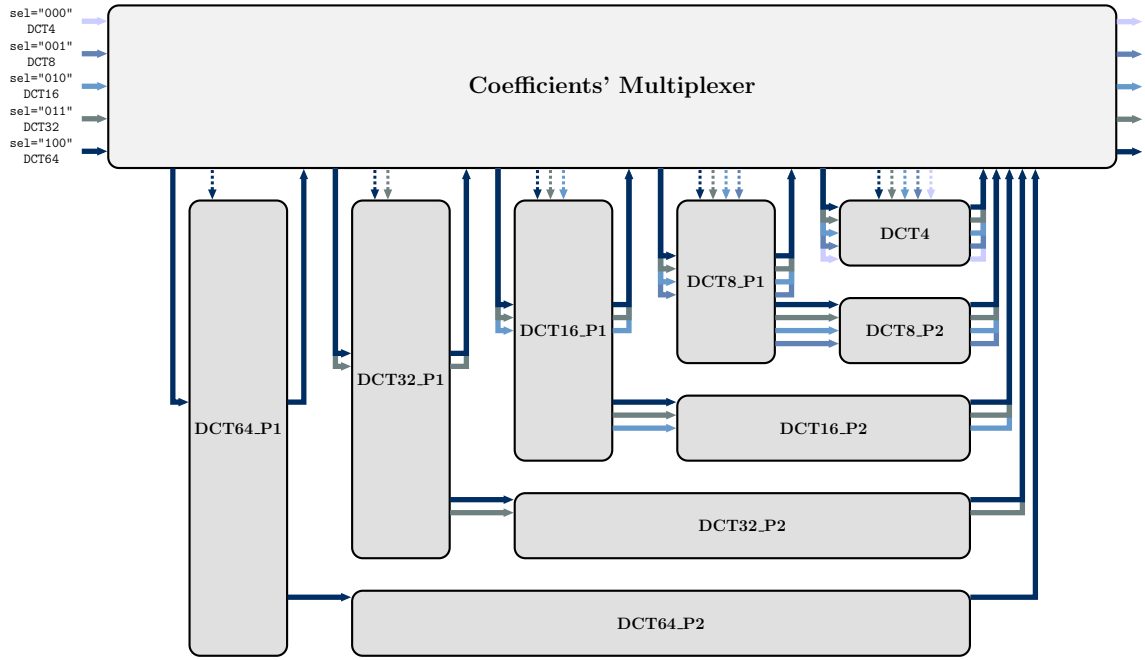 sel="000"
DCT4
sel="001"
DCT8
sel="010"
DCT16
sel="011"
DCT32
sel="100"
DCT64
Coefficients' Multiplexer
DCT4
DCT8_P1
DCT8_P2
DCT16_P1
DCT32_P1
DCT64_P1
DCT16_P2
DCT32_P2
DCT64_P2